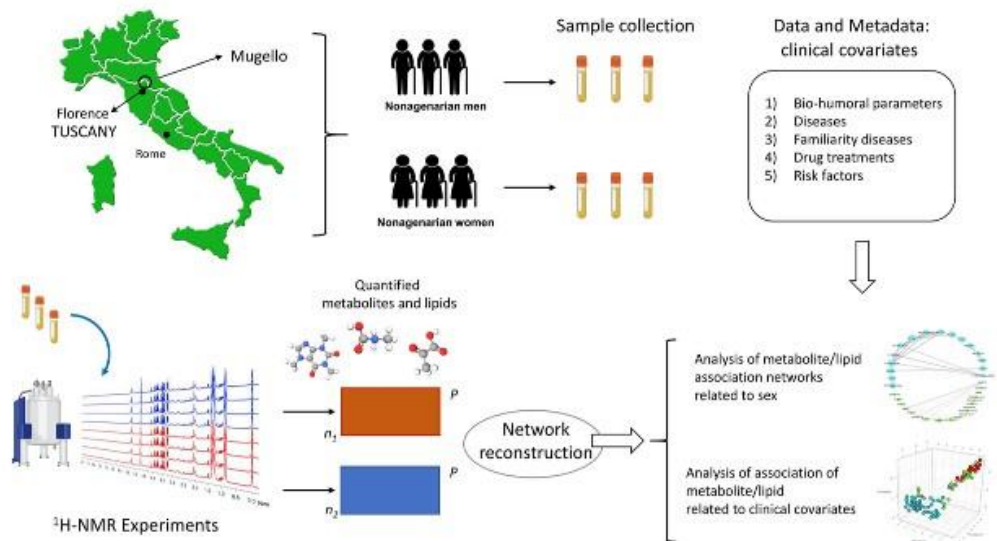 Mugello
Florence
TUSCANY
Rome
Nonagenarian men
Nonagenarian women
Sample collection
Data and Metadata:
clinical covariates
1) Bio-humoral parameters
2) Diseases
3) Familiarity diseases
4) Drug treatments
5) Risk factors
Quantified
metabolites and lipids
n1
p
n2
p
¹H-NMR Experiments
Network
reconstruction
Analysis of metabolite/lipid
association networks
related to sex
Analysis of association of
metabolite/lipid
related to clinical covariates